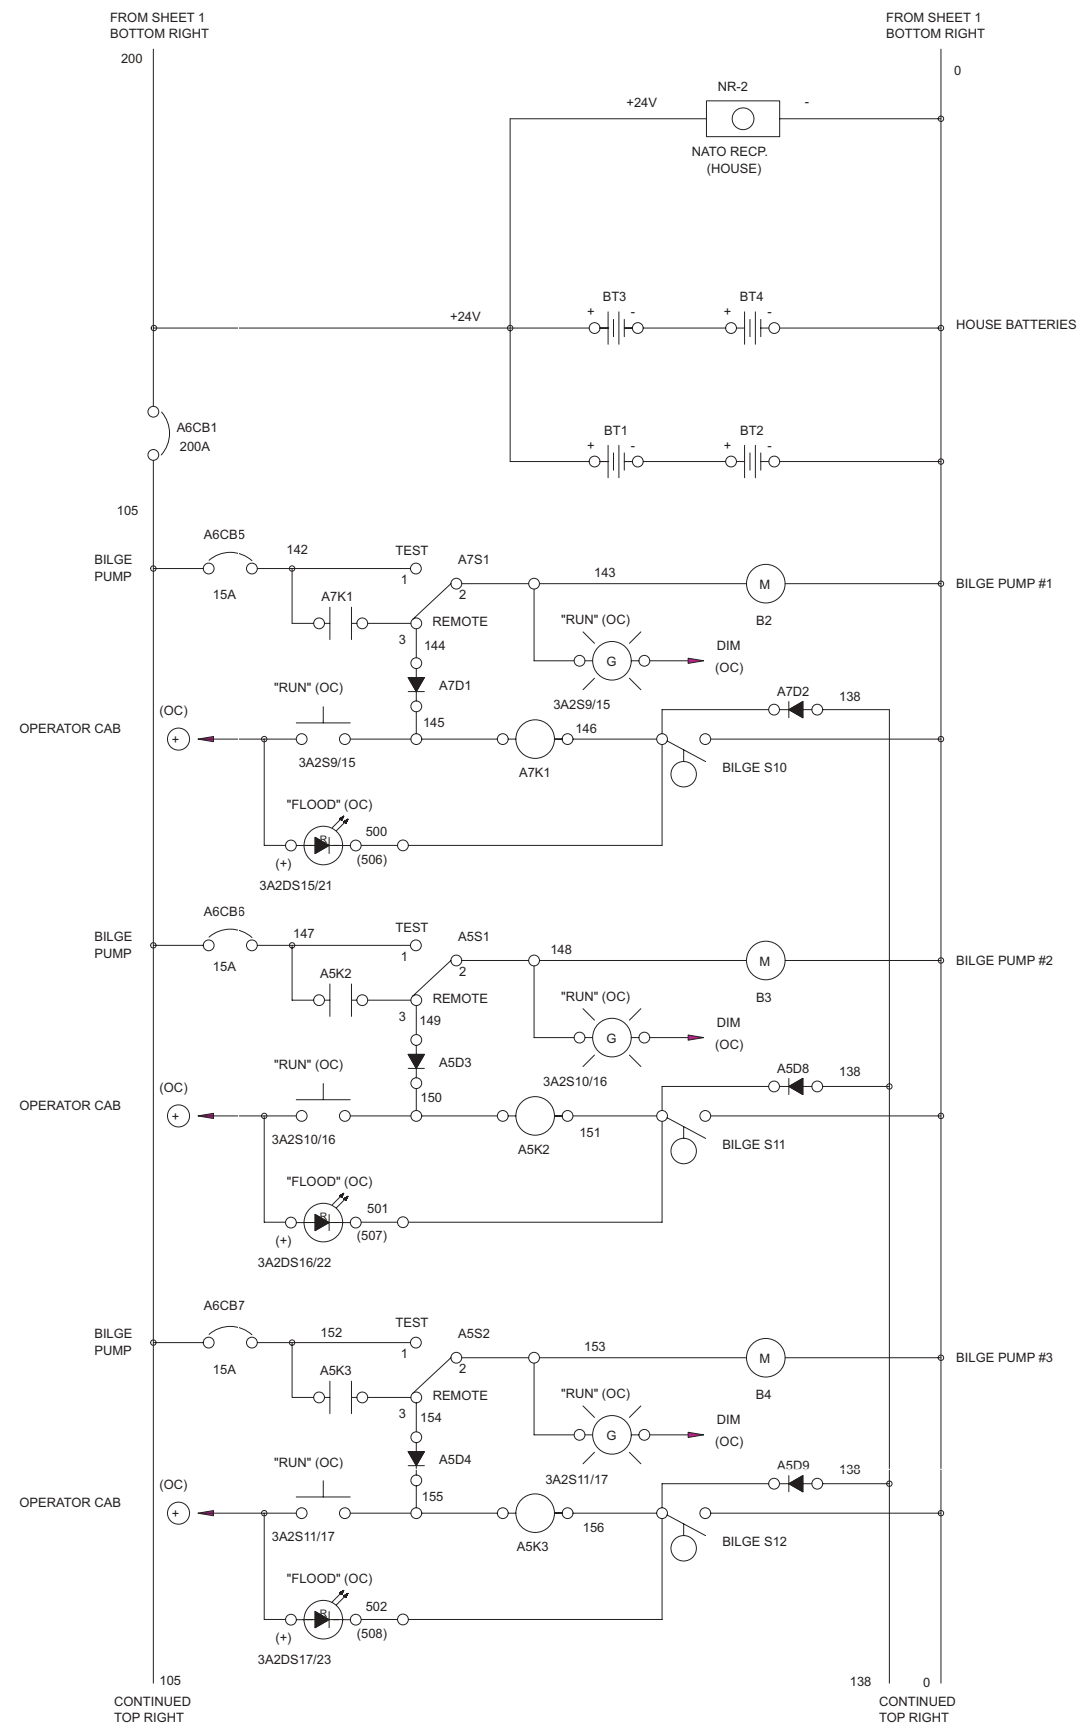 FROM SHEET 1
BOTTOM RIGHT
200
FROM SHEET 1
BOTTOM RIGHT
0
NR-2
+24V
-
NATO RECP.
(HOUSE)
+24V
BT3
+
-
BT4
+
-
HOUSE BATTERIES
A6CB1
200A
BT1
+
-
BT2
+
-
105
BILGE
PUMP
A6CB5
15A
142
TEST
1
A7S1
2
143
M
B2
BILGE PUMP #1
A7K1
REMOTE
3
144
"RUN" (OC)
G
3A2S9/15
DIM
(OC)
A7D1
145
"RUN" (OC)
(OC)
OPERATOR CAB
+
3A2S9/15
A7K1
146
A7D2
138
BILGE S10
"FLOOD" (OC)
R
500
(506)
(+)
3A2DS15/21
BILGE
PUMP
A6CB6
15A
147
TEST
1
A5S1
2
148
M
B3
BILGE PUMP #2
A5K2
REMOTE
3
149
"RUN" (OC)
G
3A2S10/16
DIM
(OC)
A5D3
150
"RUN" (OC)
(OC)
OPERATOR CAB
+
3A2S10/16
A5K2
151
A5D8
138
BILGE S11
"FLOOD" (OC)
R
501
(507)
(+)
3A2DS16/22
BILGE
PUMP
A6CB7
15A
152
TEST
1
A5S2
2
153
M
B4
BILGE PUMP #3
A5K3
REMOTE
3
154
"RUN" (OC)
G
3A2S11/17
DIM
(OC)
A5D4
155
"RUN" (OC)
(OC)
OPERATOR CAB
+
3A2S11/17
A5K3
156
A5D9
138
BILGE S12
"FLOOD" (OC)
R
502
(508)
(+)
3A2DS17/23
105
CONTINUED
TOP RIGHT
138
0
CONTINUED
TOP RIGHT